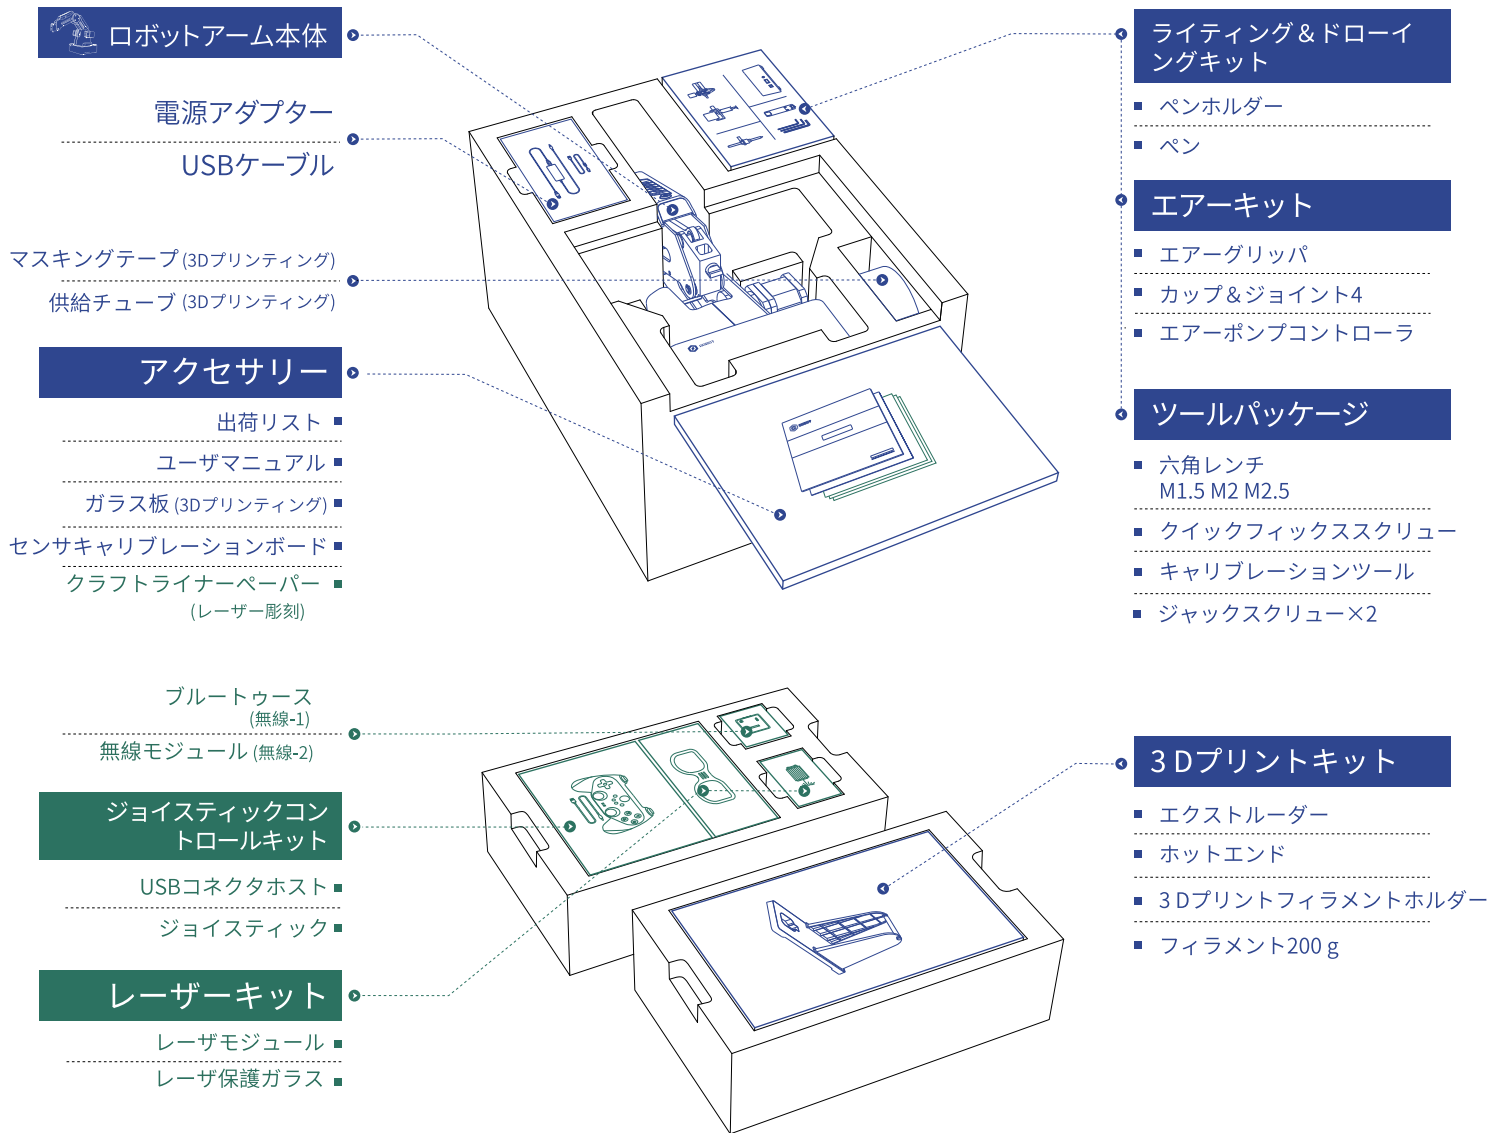 ロボットアーム本体
電源アダプター
USBケーブル
マスキングテープ(3Dプリンティング)
供給チューブ(3Dプリンティング)
アクセサリー
出荷リスト
ユーザマニュアル
ガラス板(3Dプリンティング)
センサキャリブレーションボード
クラフトライナーペーパー
(レーザー彫刻)
ブルートゥース
(無線-1)
無線モジュール(無線-2)
ジョイスティックコン
トロールキット
USBコネクタホスト
ジョイスティック
レーザーキット
レーザモジュール
レーザ保護ガラス
ライティング&ドローイ
ングキット
ペンホルダー
ペン
エアーキット
エアーグリッパ
カップ&ジョイント4
エアーポンプコントローラ
ツールパッケージ
六角レンチ
M1.5 M2 M2.5
クイックフィックススクリュー
キャリブレーションツール
ジャックスクリュー×2
3Dプリントキット
エクストルーダー
ホットエンド
3Dプリントフィラメントホルダー
フィラメント200 g